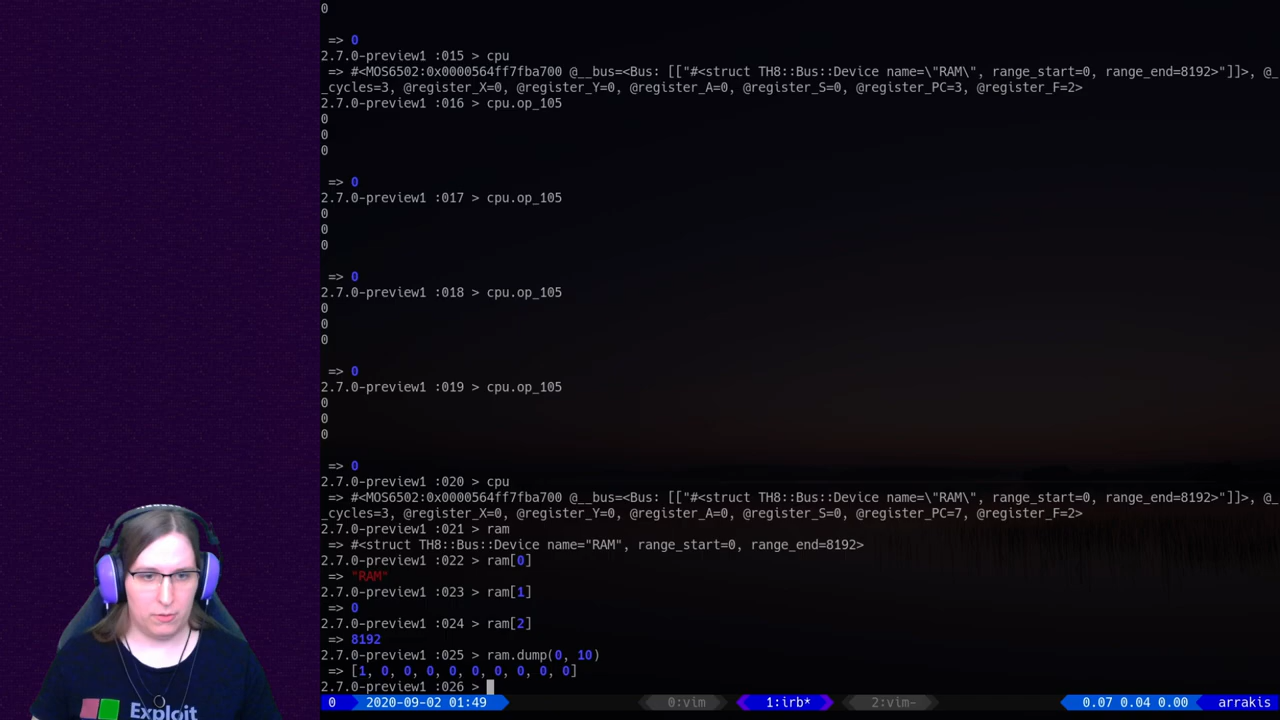 0
=> 0
2.7.0-preview1 :015 > cpu
=> #<MOS6502:0x0000564ff7fba700 @__bus=<Bus: [["#<struct TH8::Bus::Device name=\"RAM\", range_start=0, range_end=8192>"]]>, @_
_cycles=3, @register_X=0, @register_Y=0, @register_A=0, @register_S=0, @register_PC=3, @register_F=2>
2.7.0-preview1 :016 > cpu.op_105
0
0
0
=> 0
2.7.0-preview1 :017 > cpu.op_105
0
0
0
=> 0
2.7.0-preview1 :018 > cpu.op_105
0
0
0
=> 0
2.7.0-preview1 :019 > cpu.op_105
0
0
0
=> 0
2.7.0-preview1 :020 > cpu
=> #<MOS6502:0x0000564ff7fba700 @__bus=<Bus: [["#<struct TH8::Bus::Device name=\"RAM\", range_start=0, range_end=8192>"]]>, @_
_cycles=3, @register_X=0, @register_Y=0, @register_A=0, @register_S=0, @register_PC=7, @register_F=2>
2.7.0-preview1 :021 > ram
=> #<struct TH8::Bus::Device name="RAM", range_start=0, range_end=8192>
2.7.0-preview1 :022 > ram[0]
=> "RAM"
2.7.0-preview1 :023 > ram[1]
=> 0
2.7.0-preview1 :024 > ram[2]
=> 8192
2.7.0-preview1 :025 > ram.dump(0, 10)
=> [1, 0, 0, 0, 0, 0, 0, 0, 0, 0]
2.7.0-preview1 :026 >
0 2020-09-02 01:49 0:vim 1:irb* 2:vim- 0.07 0.04 0.00 arrakis
Exploit